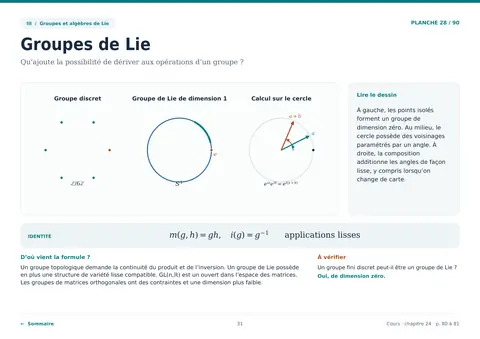 08 / Groupes et algèbres de Lie
PLANCHE 28 / 90
Groupes de Lie
Qu'ajoute la possibilité de dériver aux opérations d'un groupe ?
Groupe discret
Groupe de Lie de dimension 1
Calcul sur le cercle
Lire le dessin
À gauche, les points isolés
forment un groupe de
dimension zéro. Au milieu, le
cercle possède des voisinages
paramétrés par un angle. À
droite, la composition
additionne les angles de façon
lisse, y compris lorsqu'on
change de carte.
a + b
a
e
ℤ/6ℤ
S¹
IDENTITÉ
m(g, h) = gh, i(g) = g⁻¹ applications lisses
D'où vient la formule ?
Un groupe topologique demande la continuité du produit et de l'inversion. Un groupe de Lie possède
en plus une structure de variété lisse compatible. GL(n,ℝ) est un ouvert dans l'espace des matrices.
Les groupes de matrices orthogonales ont des contraintes et une dimension plus faible.
À vérifier
Un groupe fini discret peut-il être un groupe de Lie ?
Oui, de dimension zéro.
← Sommaire
31
Cours · chapitre 24 · p. 80 à 81